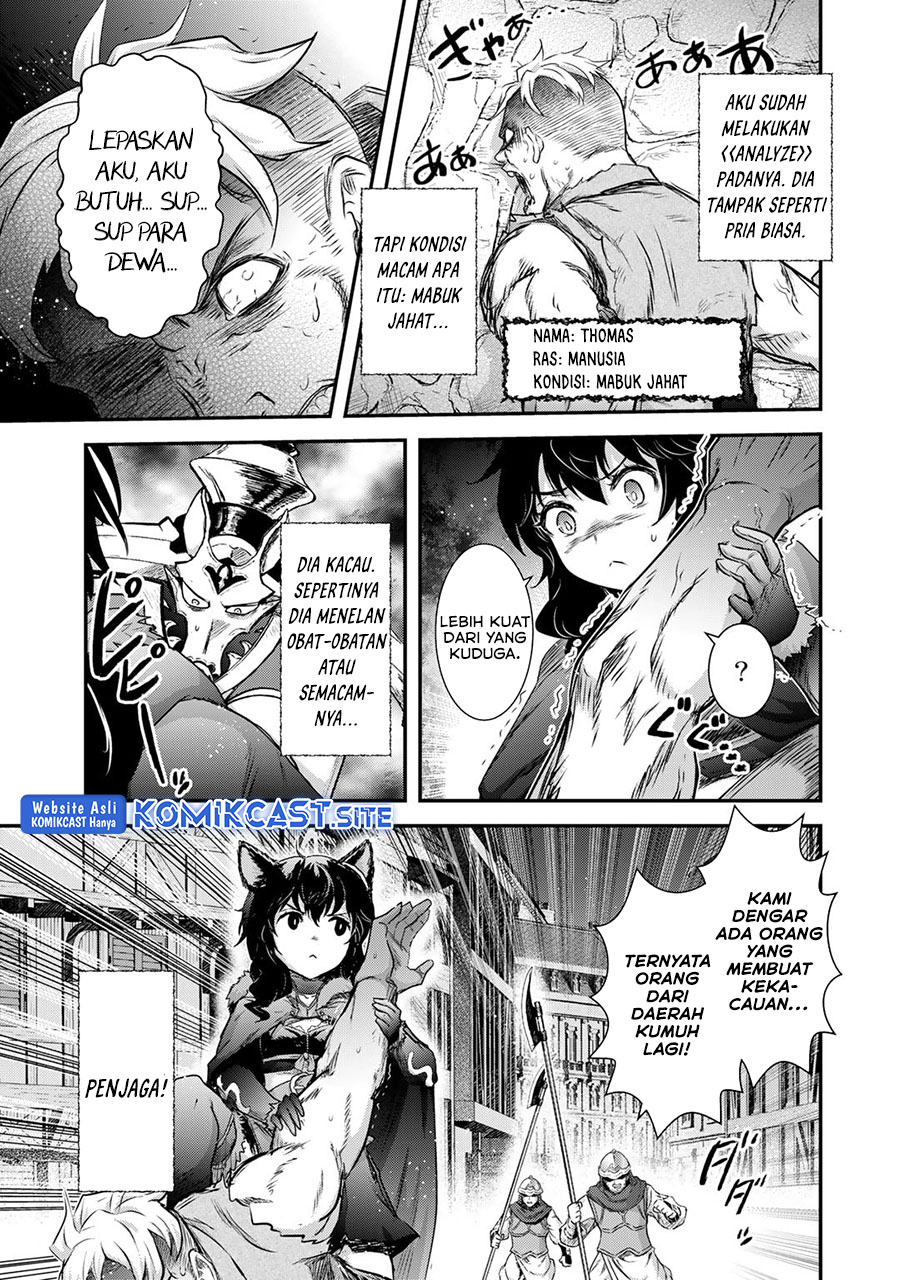 ぎゃぁ……
あぁぁ
あぁぁ
AKU SUDAH
MELAKUKAN
<<ANALYZE>>
PADANYA. DIA
TAMPAK SEPERTI
PRIA BIASA.
TAPI KONDISI
MACAM APA
ITU: MABUK
JAHAT...
NAMA: THOMAS
RAS: MANUSIA
KONDISI: MABUK JAHAT
LEPASKAN
AKU, AKU
BUTUH... SUP...
SUP PARA
DEWA...
?
LEBIH KUAT
DARI YANG
KUDUGA.
ぐぐぐ
DIA KACAU.
SEPERTINYA
DIA MENELAN
OBAT-OBATAN
ATAU
SEMACAM-
NYA...
Website Asli
KOMIKCAST Hanya
KOMIKCAST.SITE
KAMI
DENGAR
ADA ORANG
YANG
MEMBUAT
KEKA-
CAUAN...
TERNYATA
ORANG
DARI
DAERAH
KUMUH
LAGI!
PENJAGA!
ダダ